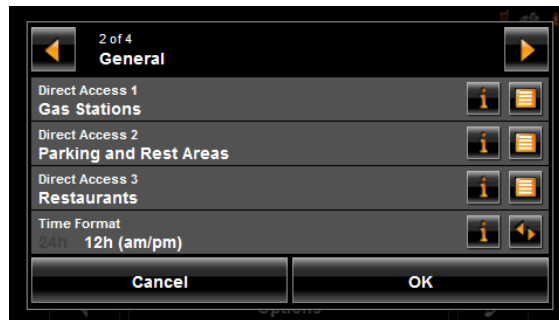 2 of 4
General
Direct Access 1
Gas Stations
Direct Access 2
Parking and Rest Areas
Direct Access 3
Restaurants
Time Format
24h 12h (am/pm)
Cancel OK
Options